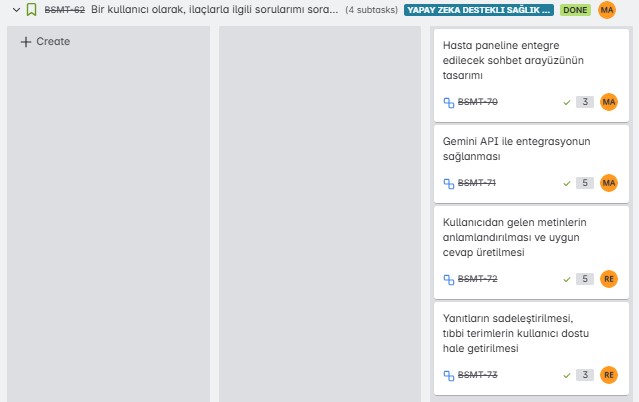 BSMT-62 Bir kullanıcı olarak, ilaçlarla ilgili sorularımı sora... (4 subtasks) YAPAY ZEKA DESTEKLI SAĞLIK ... DONE MA
+ Create
Hasta paneline entegre
edilecek sohbet arayüzünün
tasarımı
BSMT-70 3 MA
Gemini API ile entegrasyonun
sağlanması
BSMT-71 5 MA
Kullanıcıdan gelen metinlerin
anlamlandırılması ve uygun
cevap üretilmesi
BSMT-72 5 RE
Yanıtların sadeleştirilmesi,
tıbbi terimlerin kullanıcı dostu
hale getirilmesi
BSMT-73 3 RE